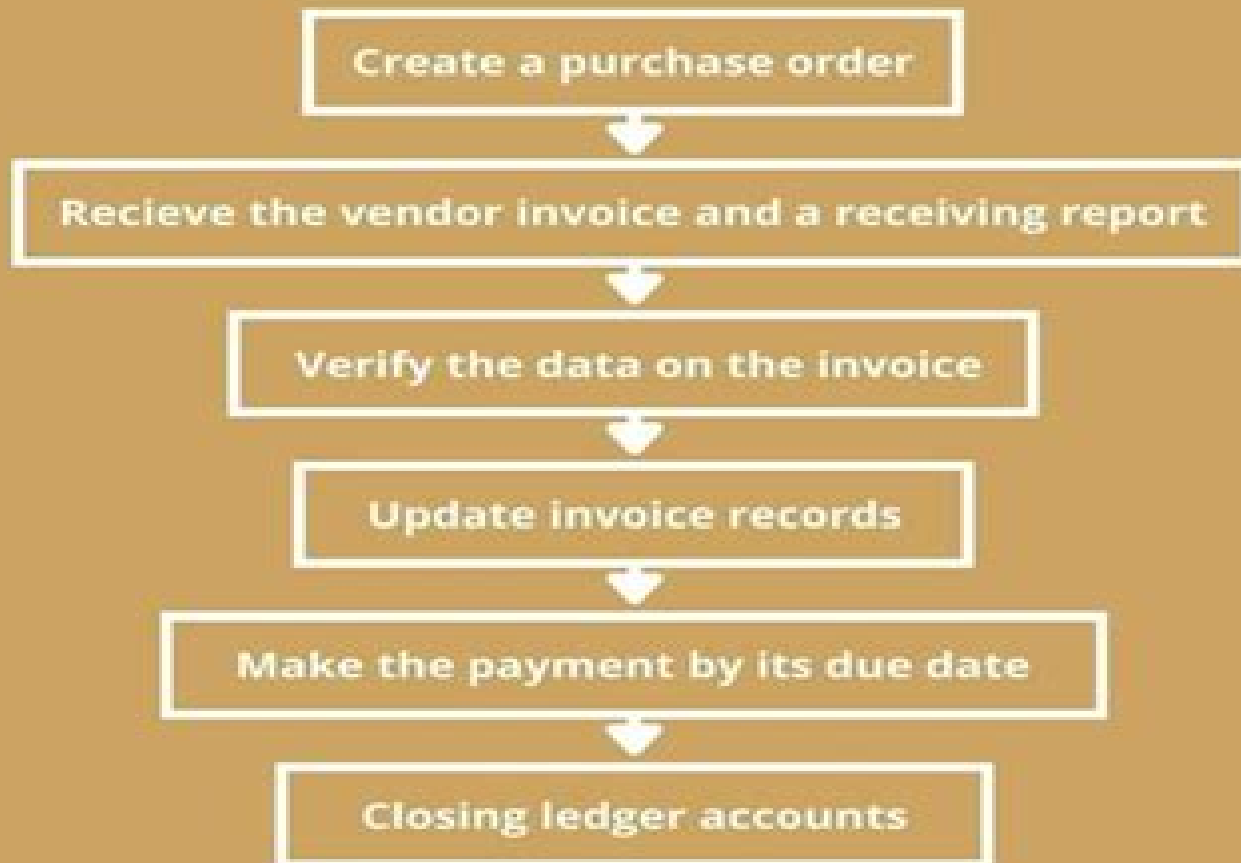 Create a purchase order
Recieve the vendor invoice and a receiving report
Verify the data on the invoice
Update invoice records
Make the payment by its due date
Closing ledger accounts